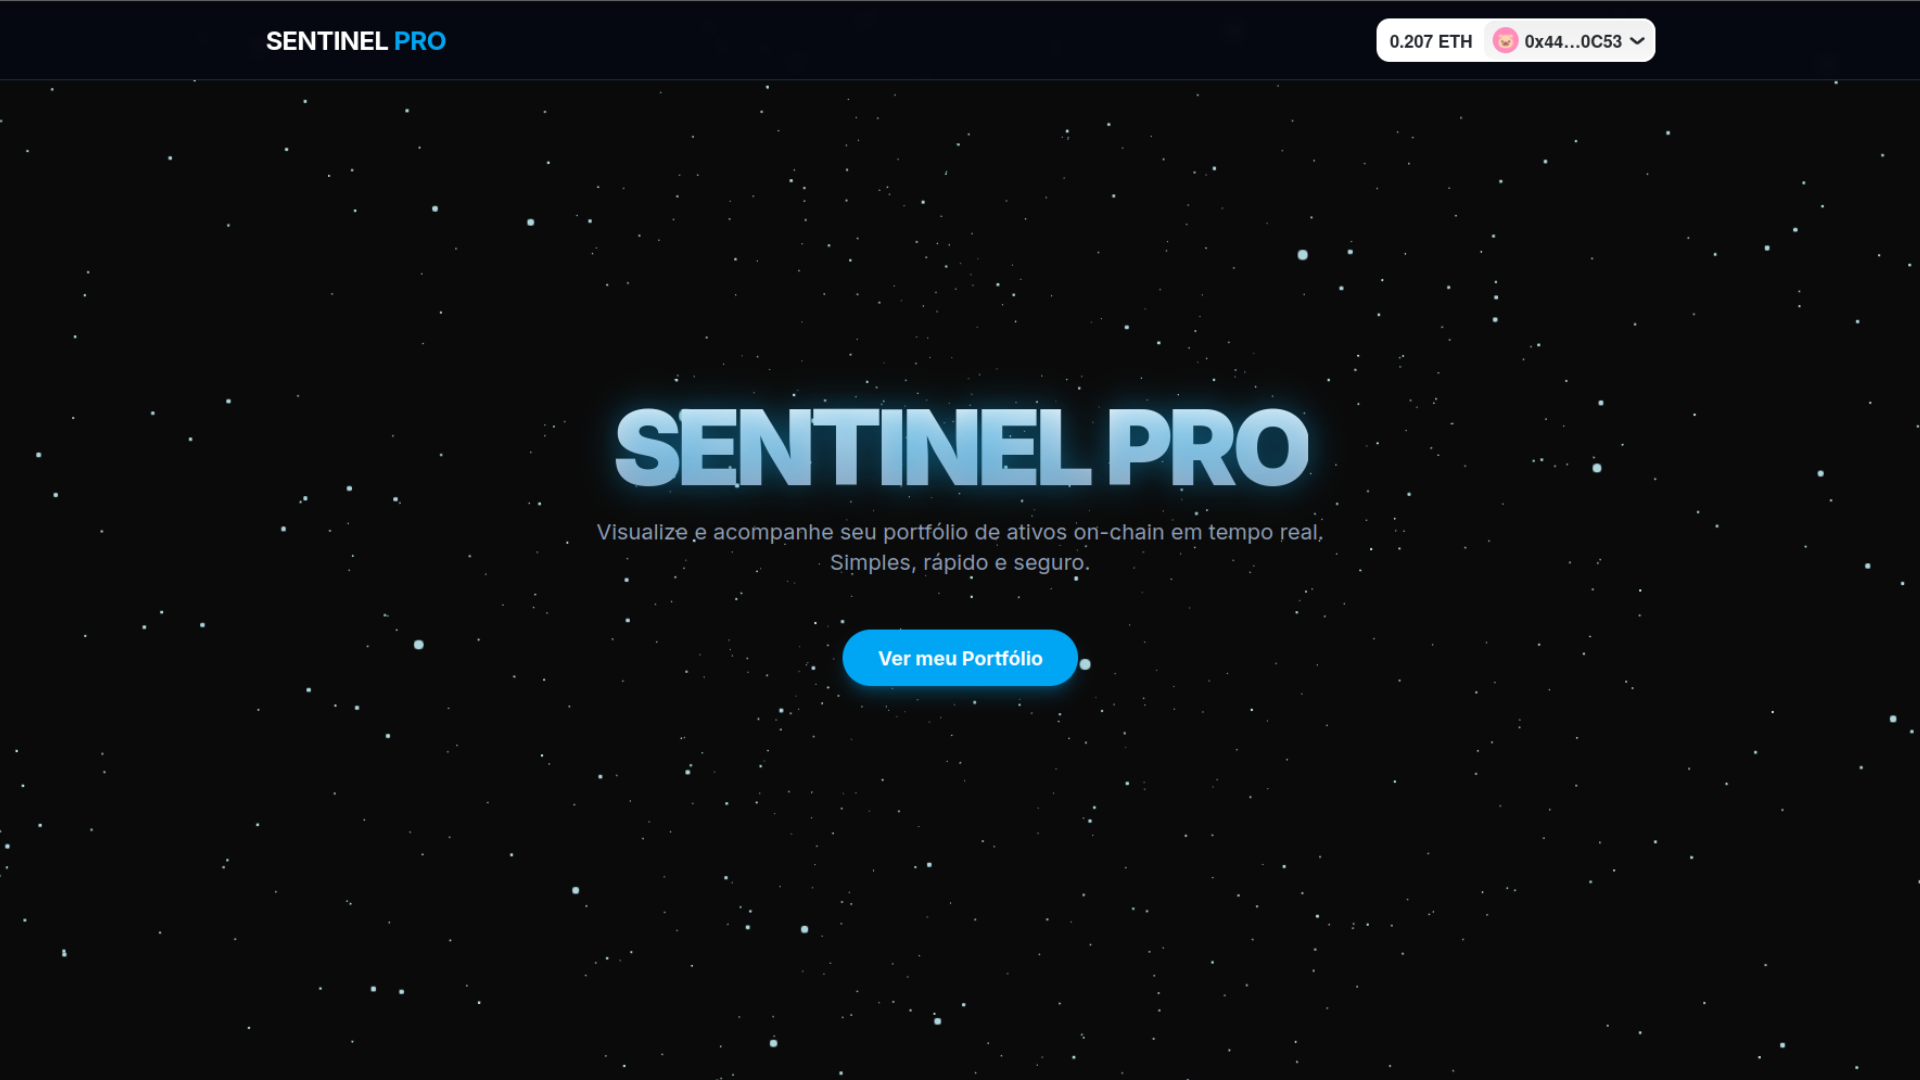 SENTINEL PRO
0.207 ETH 0x44...0C53
SENTINEL PRO
Visualize e acompanhe seu portfólio de ativos on-chain em tempo real.
Simples, rápido e seguro.
Ver meu Portfólio